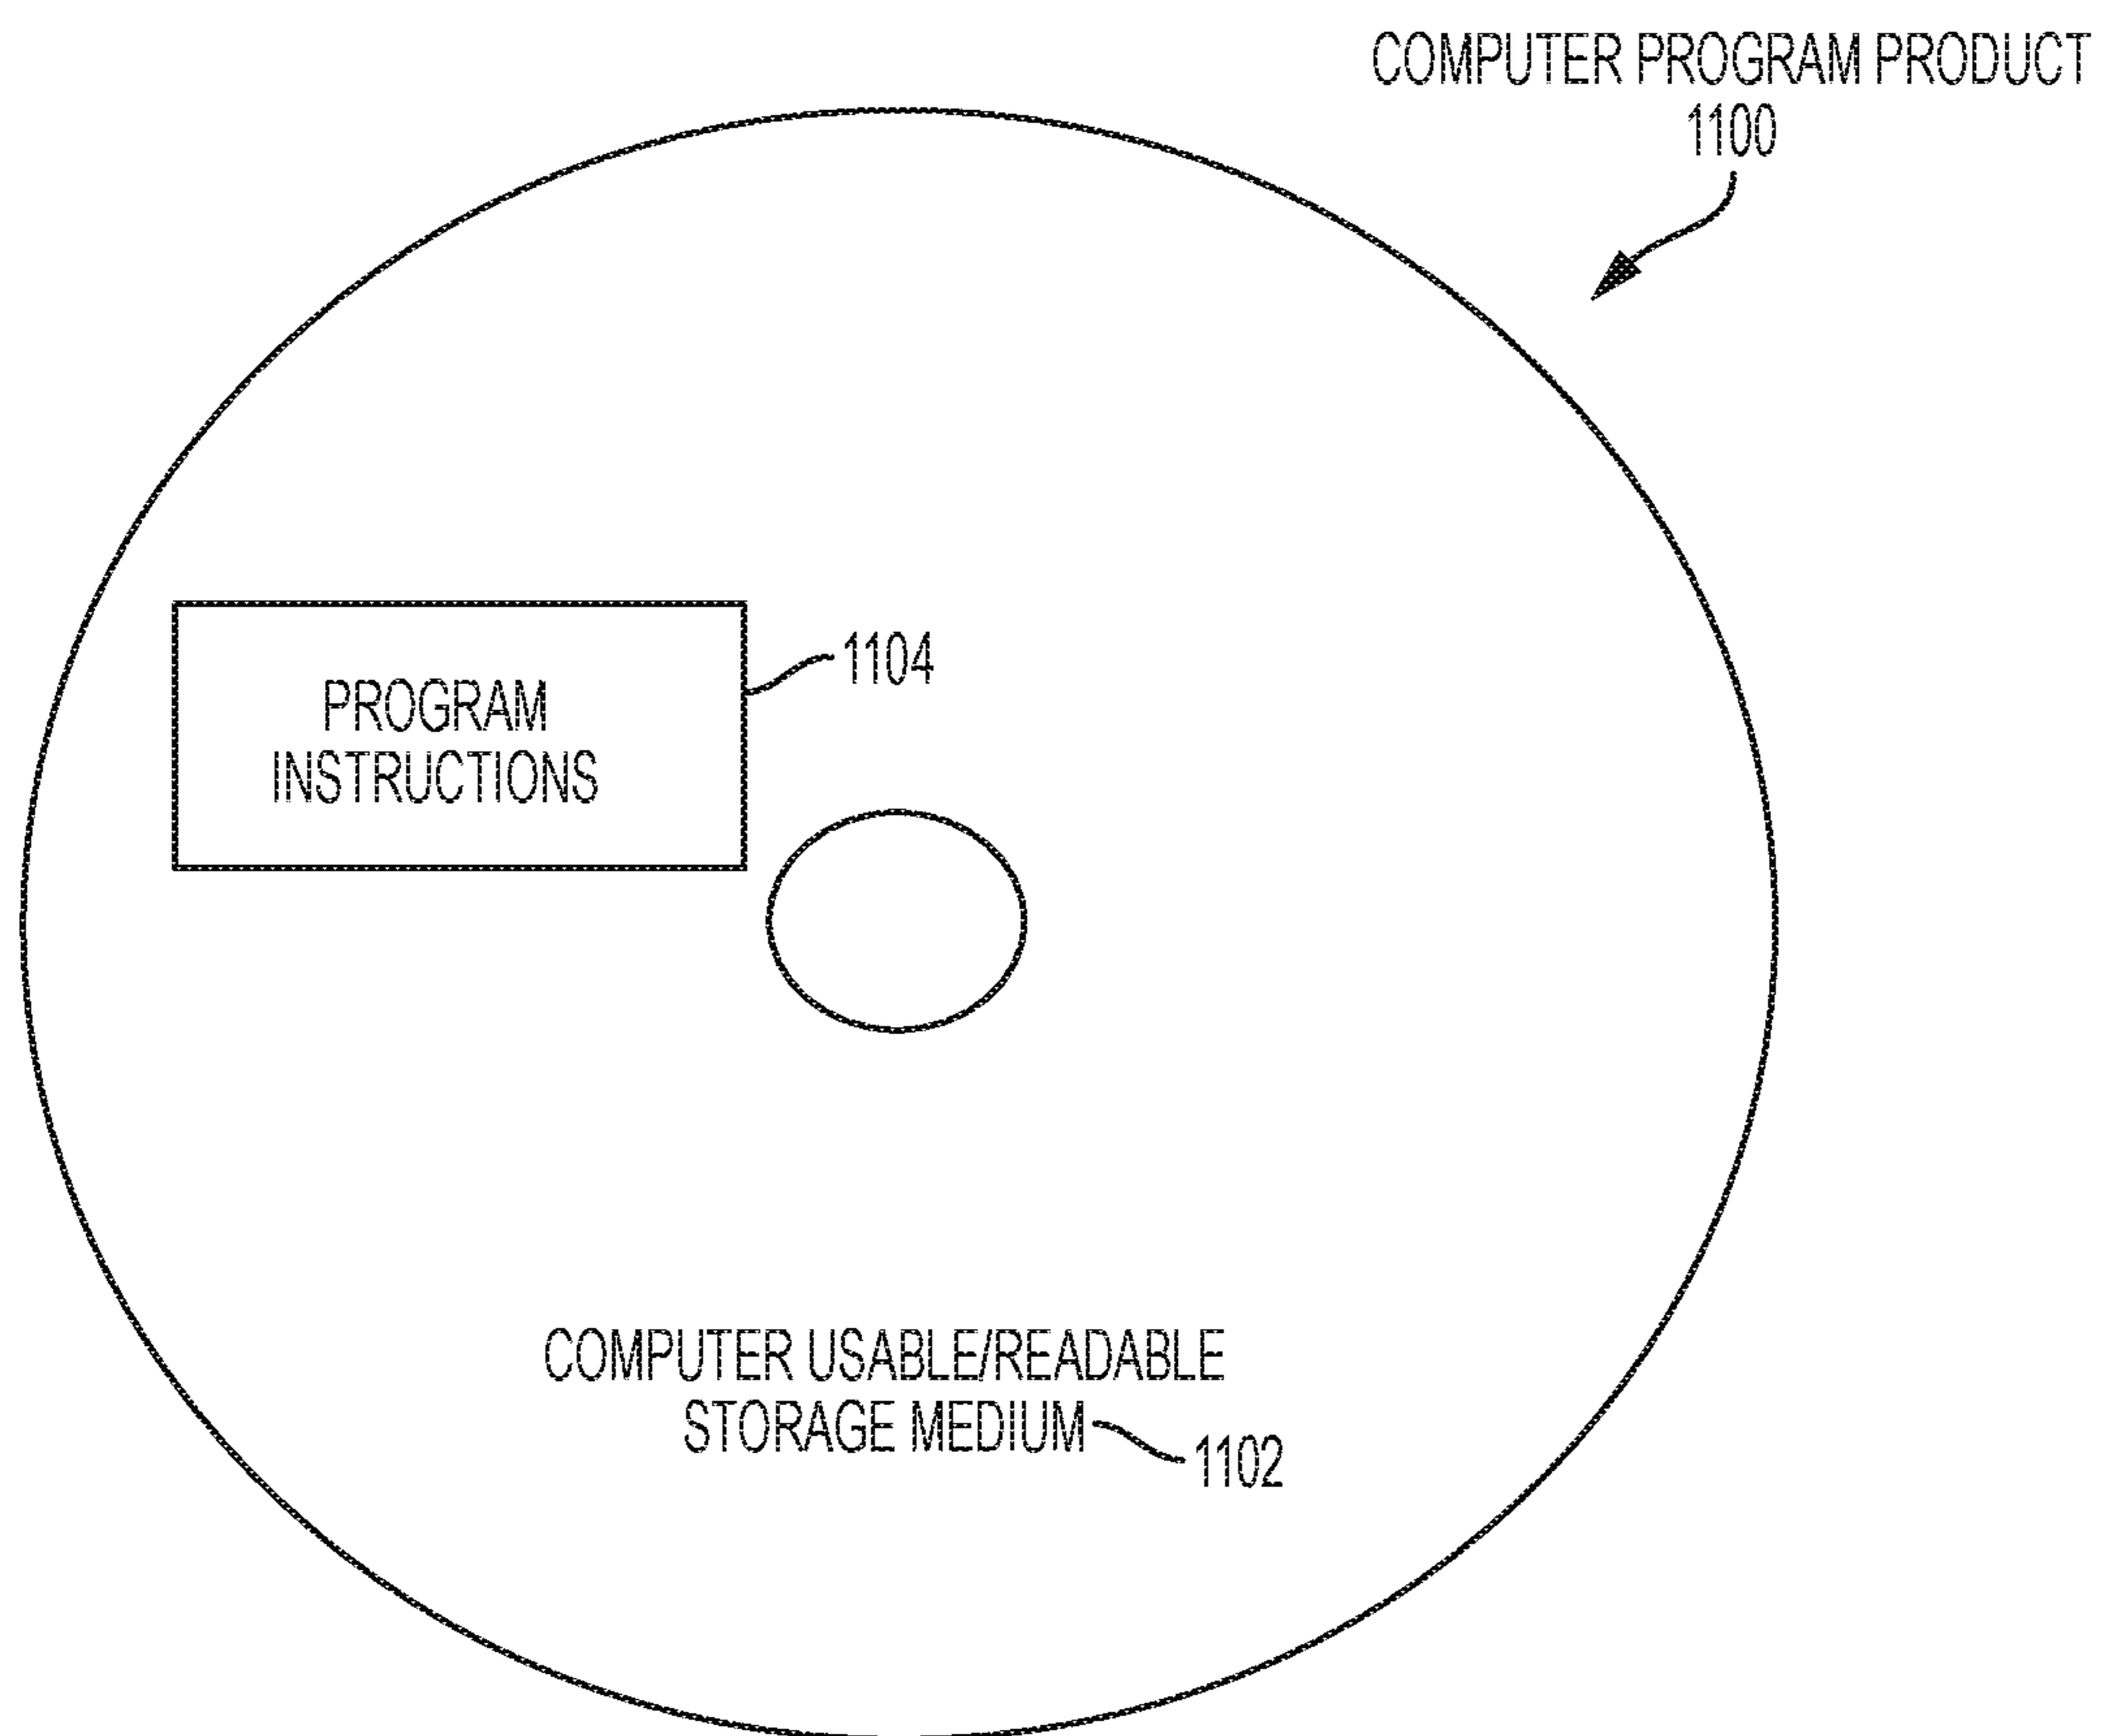 COMPUTER PROGRAM PRODUCT
1100
1104
PROGRAM
INSTRUCTIONS
COMPUTER USABLE/READABLE
STORAGE MEDIUM
1102